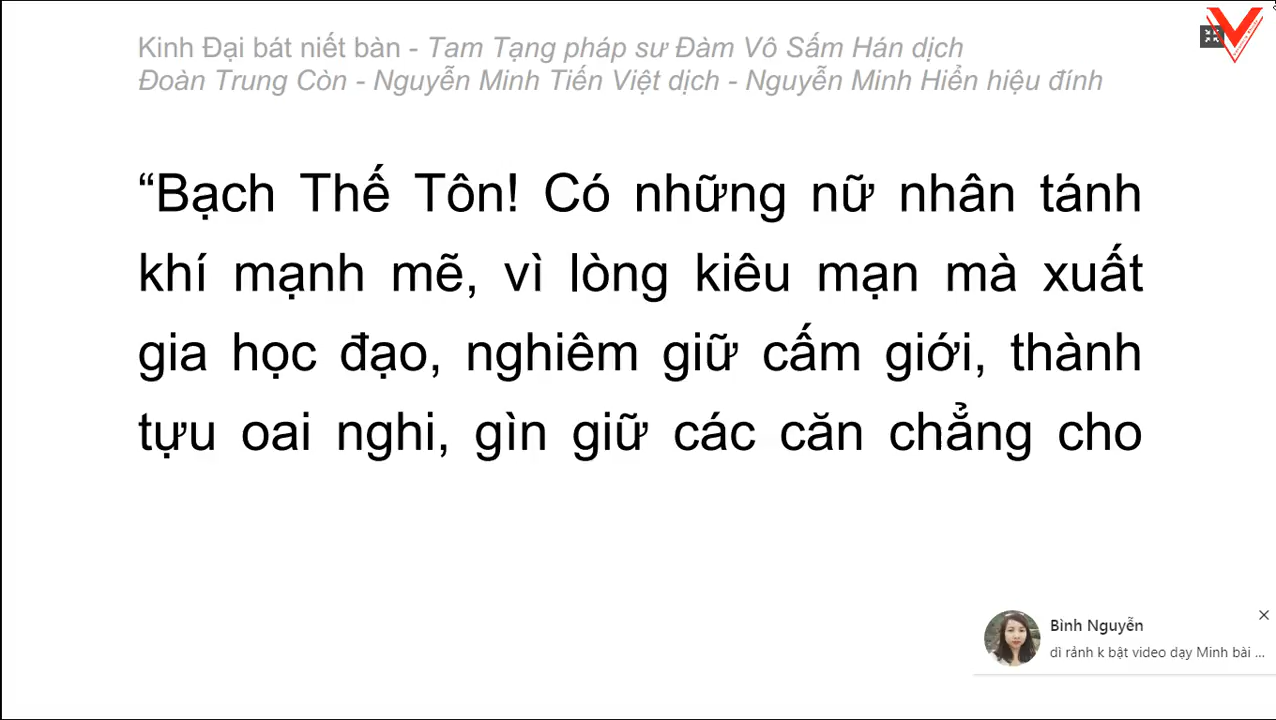 Kinh Đại bát niết bàn - Tam Tạng pháp sư Đàm Vô Sấm Hán dịch
Đoàn Trung Còn - Nguyễn Minh Tiến Việt dịch - Nguyễn Minh Hiển hiệu đính
“Bạch Thế Tôn! Có những nữ nhân tánh
khí mạnh mẽ, vì lòng kiêu mạn mà xuất
gia học đạo, nghiêm giữ cấm giới, thành
tựu oai nghi, gìn giữ các căn chẳng cho
Bình Nguyễn
dì rảnh k bật video dạy Minh bài ...